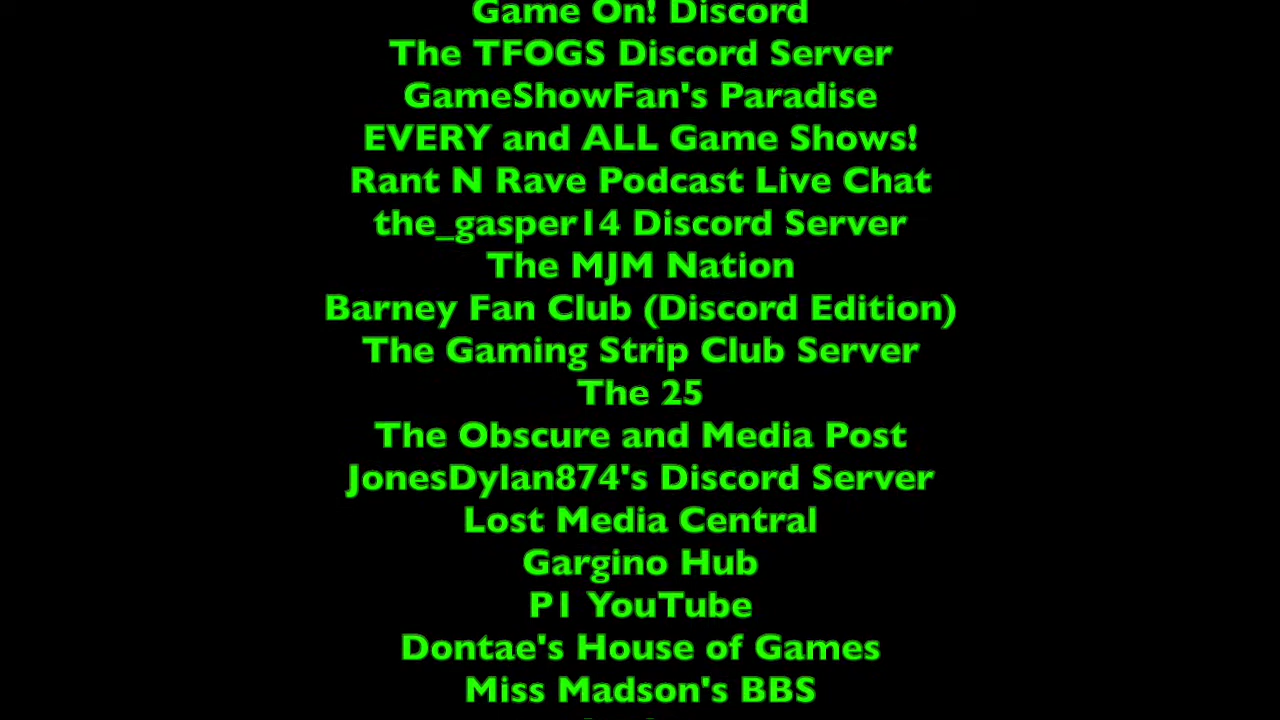 Game On! Discord
The TFOGS Discord Server
GameShowFan's Paradise
EVERY and ALL Game Shows!
Rant N Rave Podcast Live Chat
the_gasper14 Discord Server
The MJM Nation
Barney Fan Club (Discord Edition)
The Gaming Strip Club Server
The 25
The Obscure and Media Post
JonesDylan874's Discord Server
Lost Media Central
Gargino Hub
P1 YouTube
Dontae's House of Games
Miss Madson's BBS